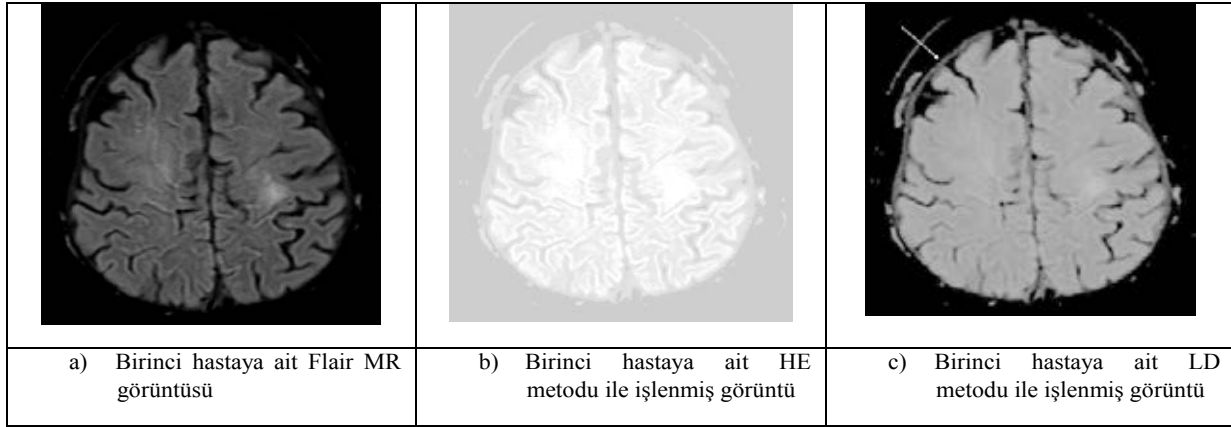 a) Birinci hastaya ait Flair MR
görüntüsü
b) Birinci hastaya ait HE
metodu ile işlenmiş görüntü
c) Birinci hastaya ait LD
metodu ile işlenmiş görüntü